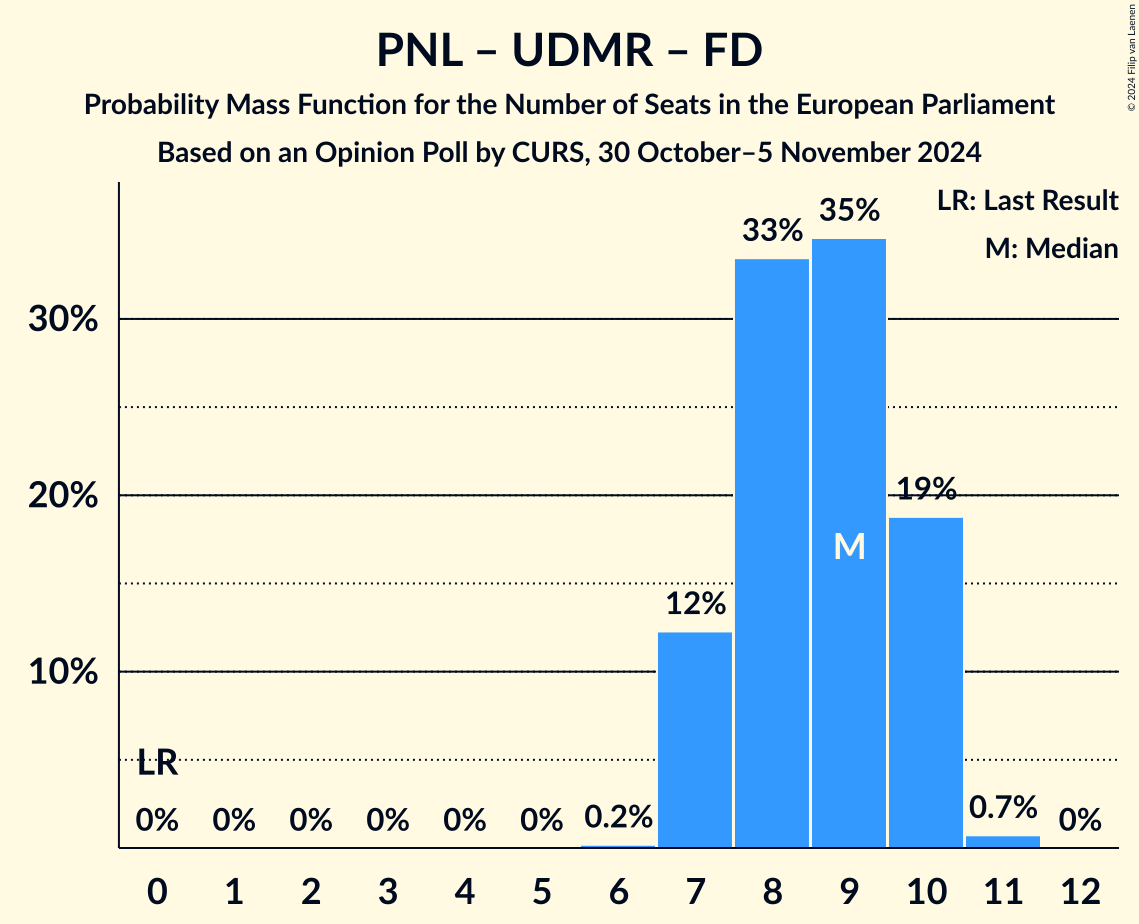 PNL – UDMR – FD
Probability Mass Function for the Number of Seats in the European Parliament
Based on an Opinion Poll by CURS, 30 October–5 November 2024
© 2024 Filip van Laenen
LR: Last Result
M: Median
30%
20%
10%
LR
0%
0%
0%
0%
0%
0%
0.2%
12%
33%
35%
19%
0.7%
0%
M
0 1 2 3 4 5 6 7 8 9 10 11 12